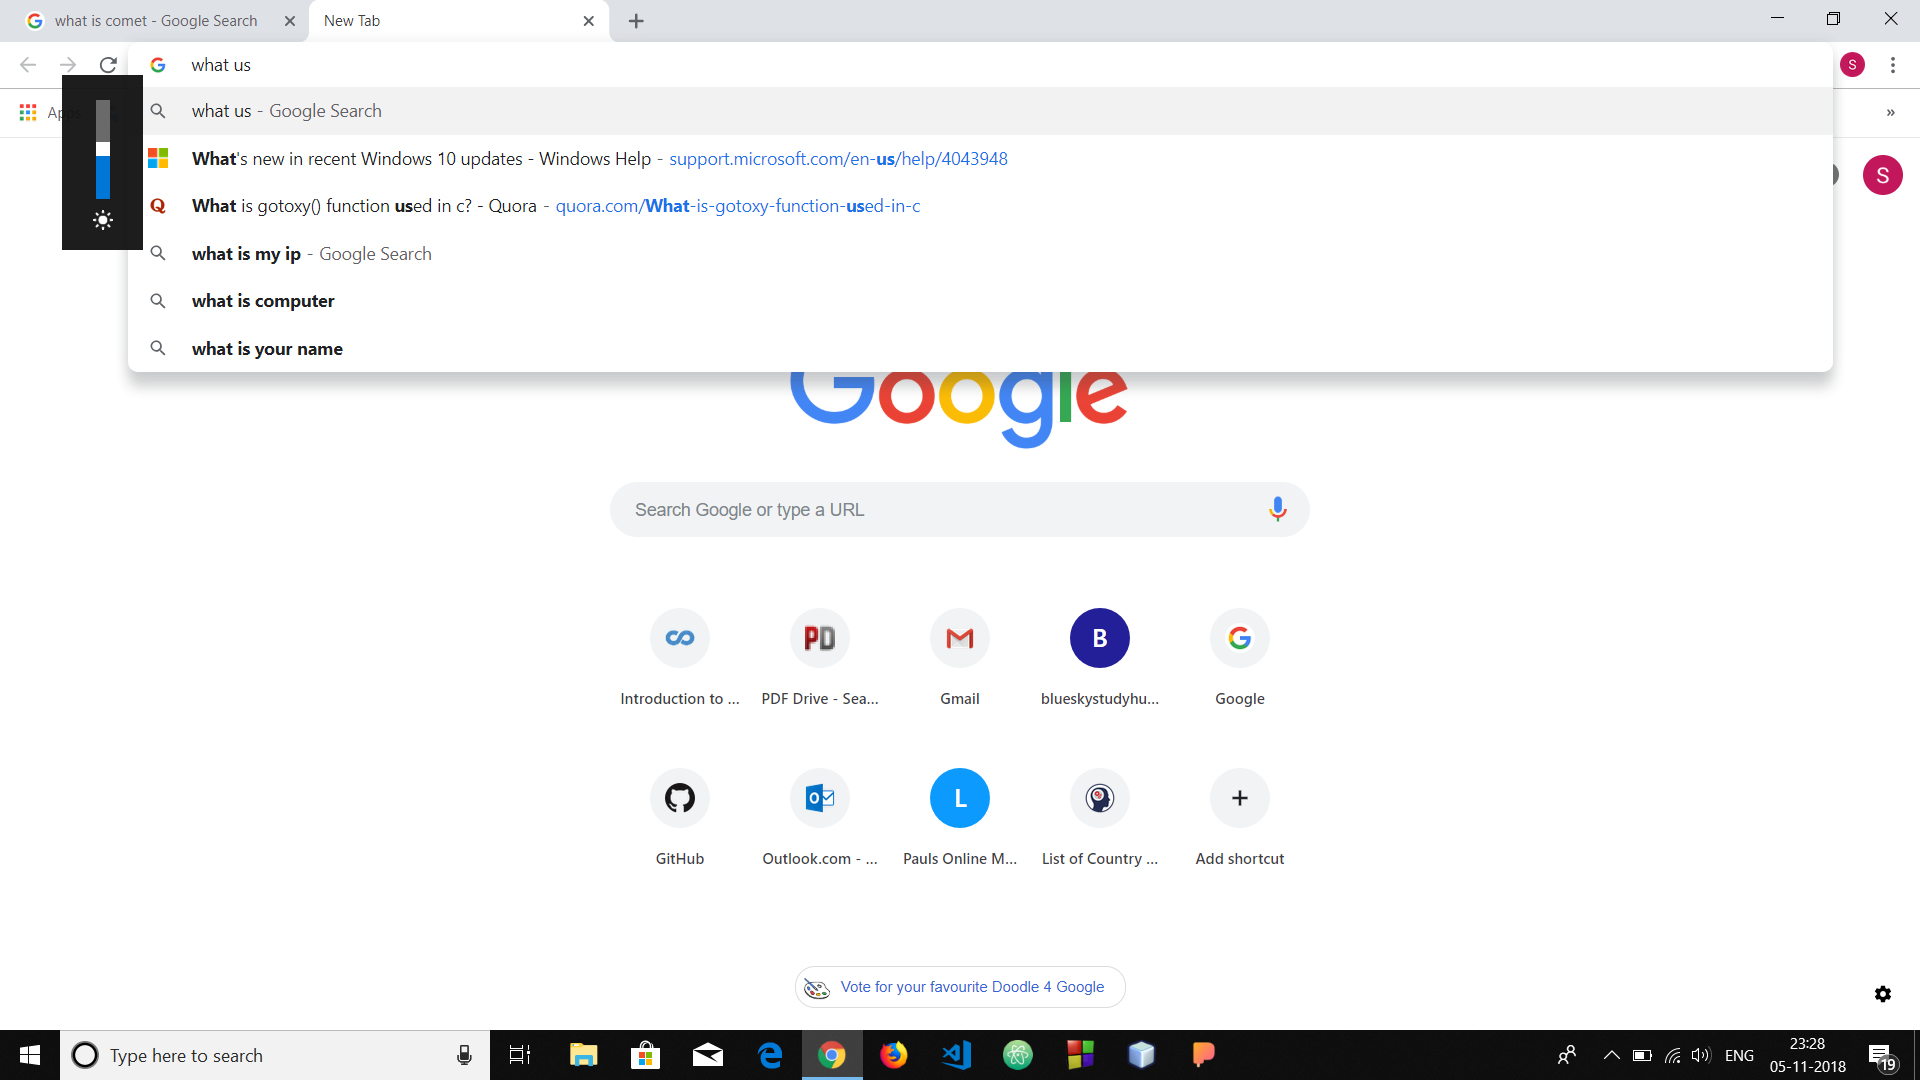 what is comet - Google Search
New Tab
what us
S
what us - Google Search
What's new in recent Windows 10 updates - Windows Help - support.microsoft.com/en-us/help/4043948
What is gotoxy() function used in c? - Quora - quora.com/What-is-gotoxy-function-used-in-c
what is my ip - Google Search
what is computer
what is your name
S
Google
Search Google or type a URL
PD
B
Introduction to ...
PDF Drive - Sea...
Gmail
blueskystudyhu...
Google
L
GitHub
Outlook.com - ...
Pauls Online M...
List of Country ...
Add shortcut
Vote for your favourite Doodle 4 Google
Type here to search
ENG
23:28
05-11-2018
19